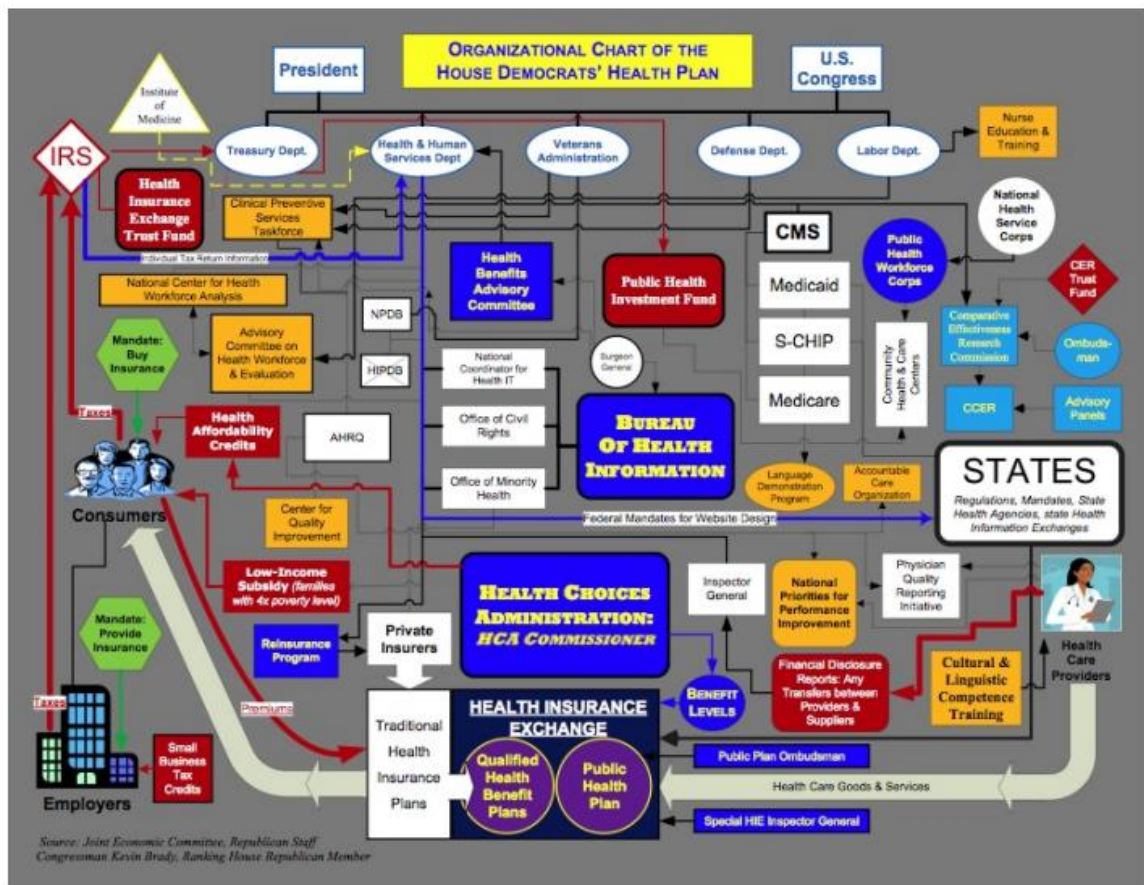 ORGANIZATIONAL CHART OF THE
HOUSE DEMOCRATS' HEALTH PLAN
President
U.S.
Congress
Institute
of
Medicine
IRS
Treasury Dept.
Health & Human
Services Dept
Veterans
Administration
Defense Dept.
Labor Dept.
Nurse
Education &
Training
Health
Insurance
Exchange
Trust Fund
Clinical Preventive
Services
Taskforce
Individual Tax Return Information
Health
Benefits
Advisory
Committee
Public Health
Investment Fund
CMS
Medicaid
S-CHIP
Medicare
Public
Health
Workforce
Corps
National
Health
Service
Corps
CER
Trust
Fund
Comparative
Effectiveness
Research
Commission
Ombuds-
man
CCER
Advisory
Panels
Community
Health & Care
Centers
National Center for Health
Workforce Analysis
Advisory
Committee on
Health Workforce
& Evaluation
Mandate:
Buy
Insurance
NPDB
HIPDB
AHRQ
National
Coordinator for
Health IT
Office of Civil
Rights
Office of Minority
Health
Surgeon
General
BUREAU
OF HEALTH
INFORMATION
Language
Demonstration
Program
Accountable
Care
Organization
STATES
Regulations, Mandates, State
Health Agencies, state Health
Information Exchanges
Taxes
Health
Affordability
Credits
Consumers
Center for
Quality
Improvement
Federal Mandates for Website Design
Low-Income
Subsidy (families
with 4x poverty level)
HEALTH CHOICES
ADMINISTRATION:
HCA COMMISSIONER
Inspector
General
National
Priorities for
Performance
Improvement
Physician
Quality
Reporting
Initiative
Health Care
Providers
Mandate:
Provide
Insurance
Reinsurance
Program
Private
Insurers
BENEFIT
LEVELS
Financial Disclosure
Reports: Any
Transfers between
Providers & Suppliers
Cultural &
Linguistic
Competence
Training
Taxes
Premiums
Traditional
Health
Insurance
Plans
HEALTH INSURANCE
EXCHANGE
Qualified
Health
Benefit
Plans
Public
Health
Plan
Public Plan Ombudsman
Health Care Goods & Services
Special HIE Inspector General
Small
Business
Tax
Credits
Employers
Source: Joint Economic Committee, Republican Staff
Congressman Kevin Brady, Ranking House Republican Member